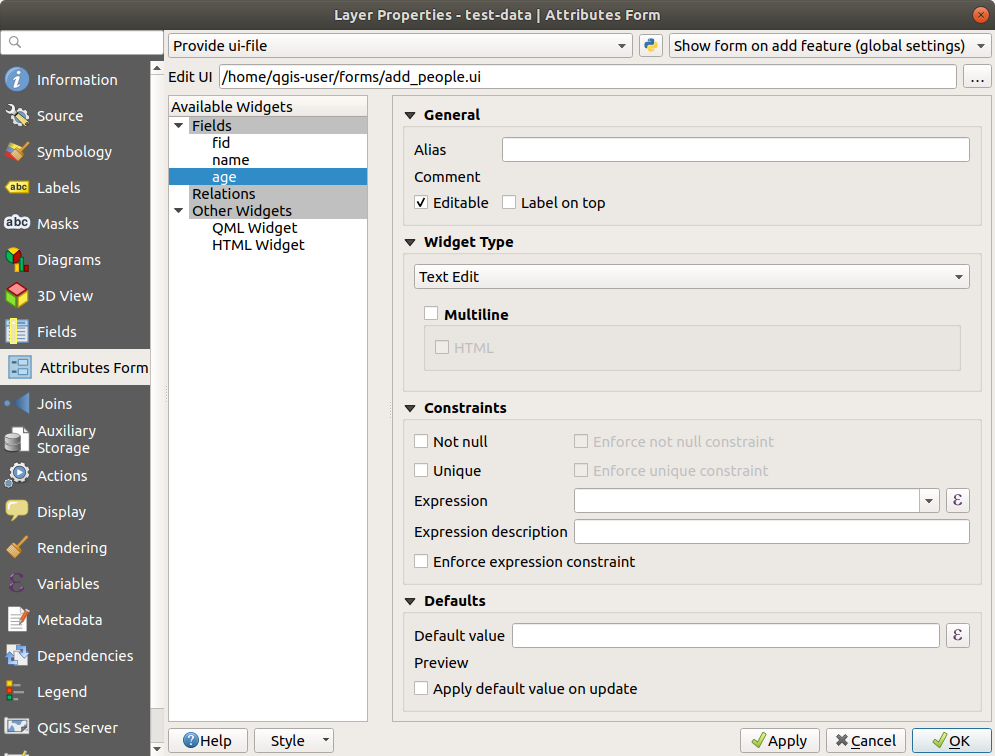 Layer Properties - test-data | Attributes Form
Provide ui-file
Show form on add feature (global settings)
Edit UI
/home/qgis-user/forms/add_people.ui
...
Information
Source
Symbology
abc Labels
abc Masks
Diagrams
3D View
Fields
Attributes Form
Joins
Auxiliary
Storage
Actions
Display
Rendering
Variables
Metadata
Dependencies
Legend
QGIS Server
Available Widgets
Fields
fid
name
age
Relations
Other Widgets
QML Widget
HTML Widget
General
Alias
Comment
Editable
Label on top
Widget Type
Text Edit
Multiline
HTML
Constraints
Not null
Enforce not null constraint
Unique
Enforce unique constraint
Expression
ε
Expression description
Enforce expression constraint
Defaults
Default value
ε
Preview
Apply default value on update
Help
Style
Apply
Cancel
OK